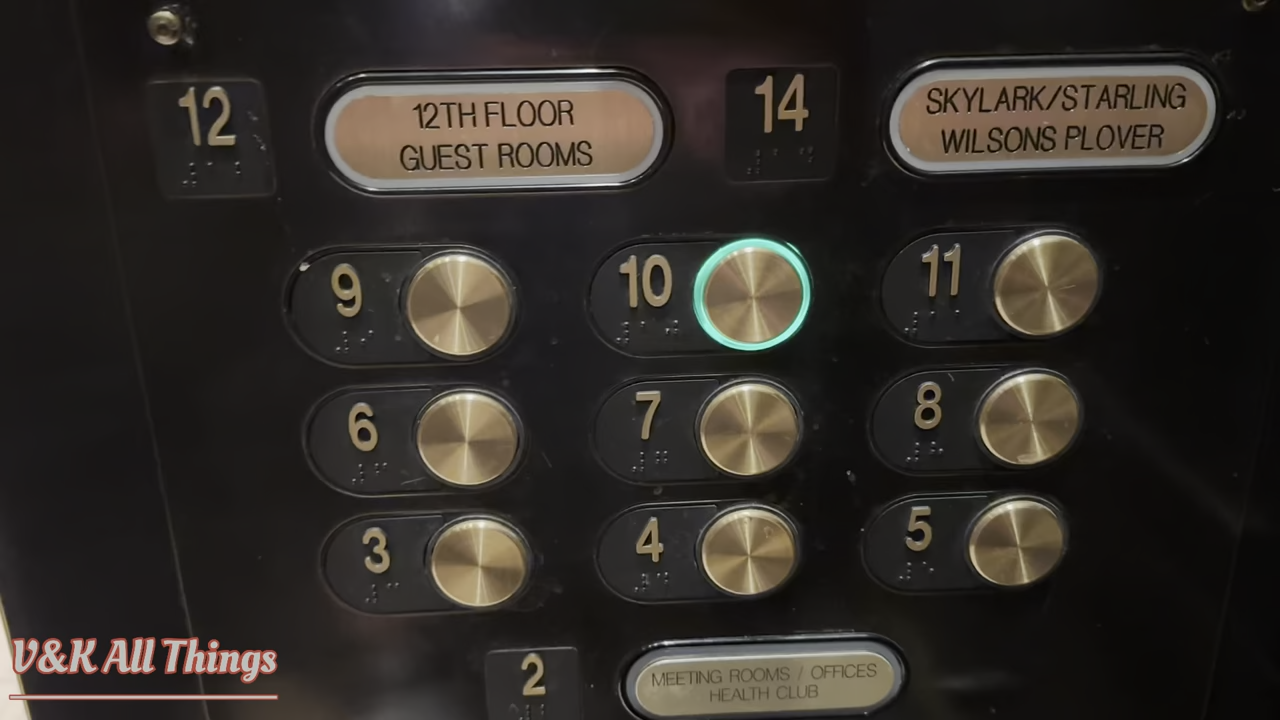 12
12TH FLOOR
GUEST ROOMS
14
SKYLARK/STARLING
WILSONS PLOVER
9
10
11
6
7
8
3
4
5
2
MEETING ROOMS / OFFICES
HEALTH CLUB
V&K All Things